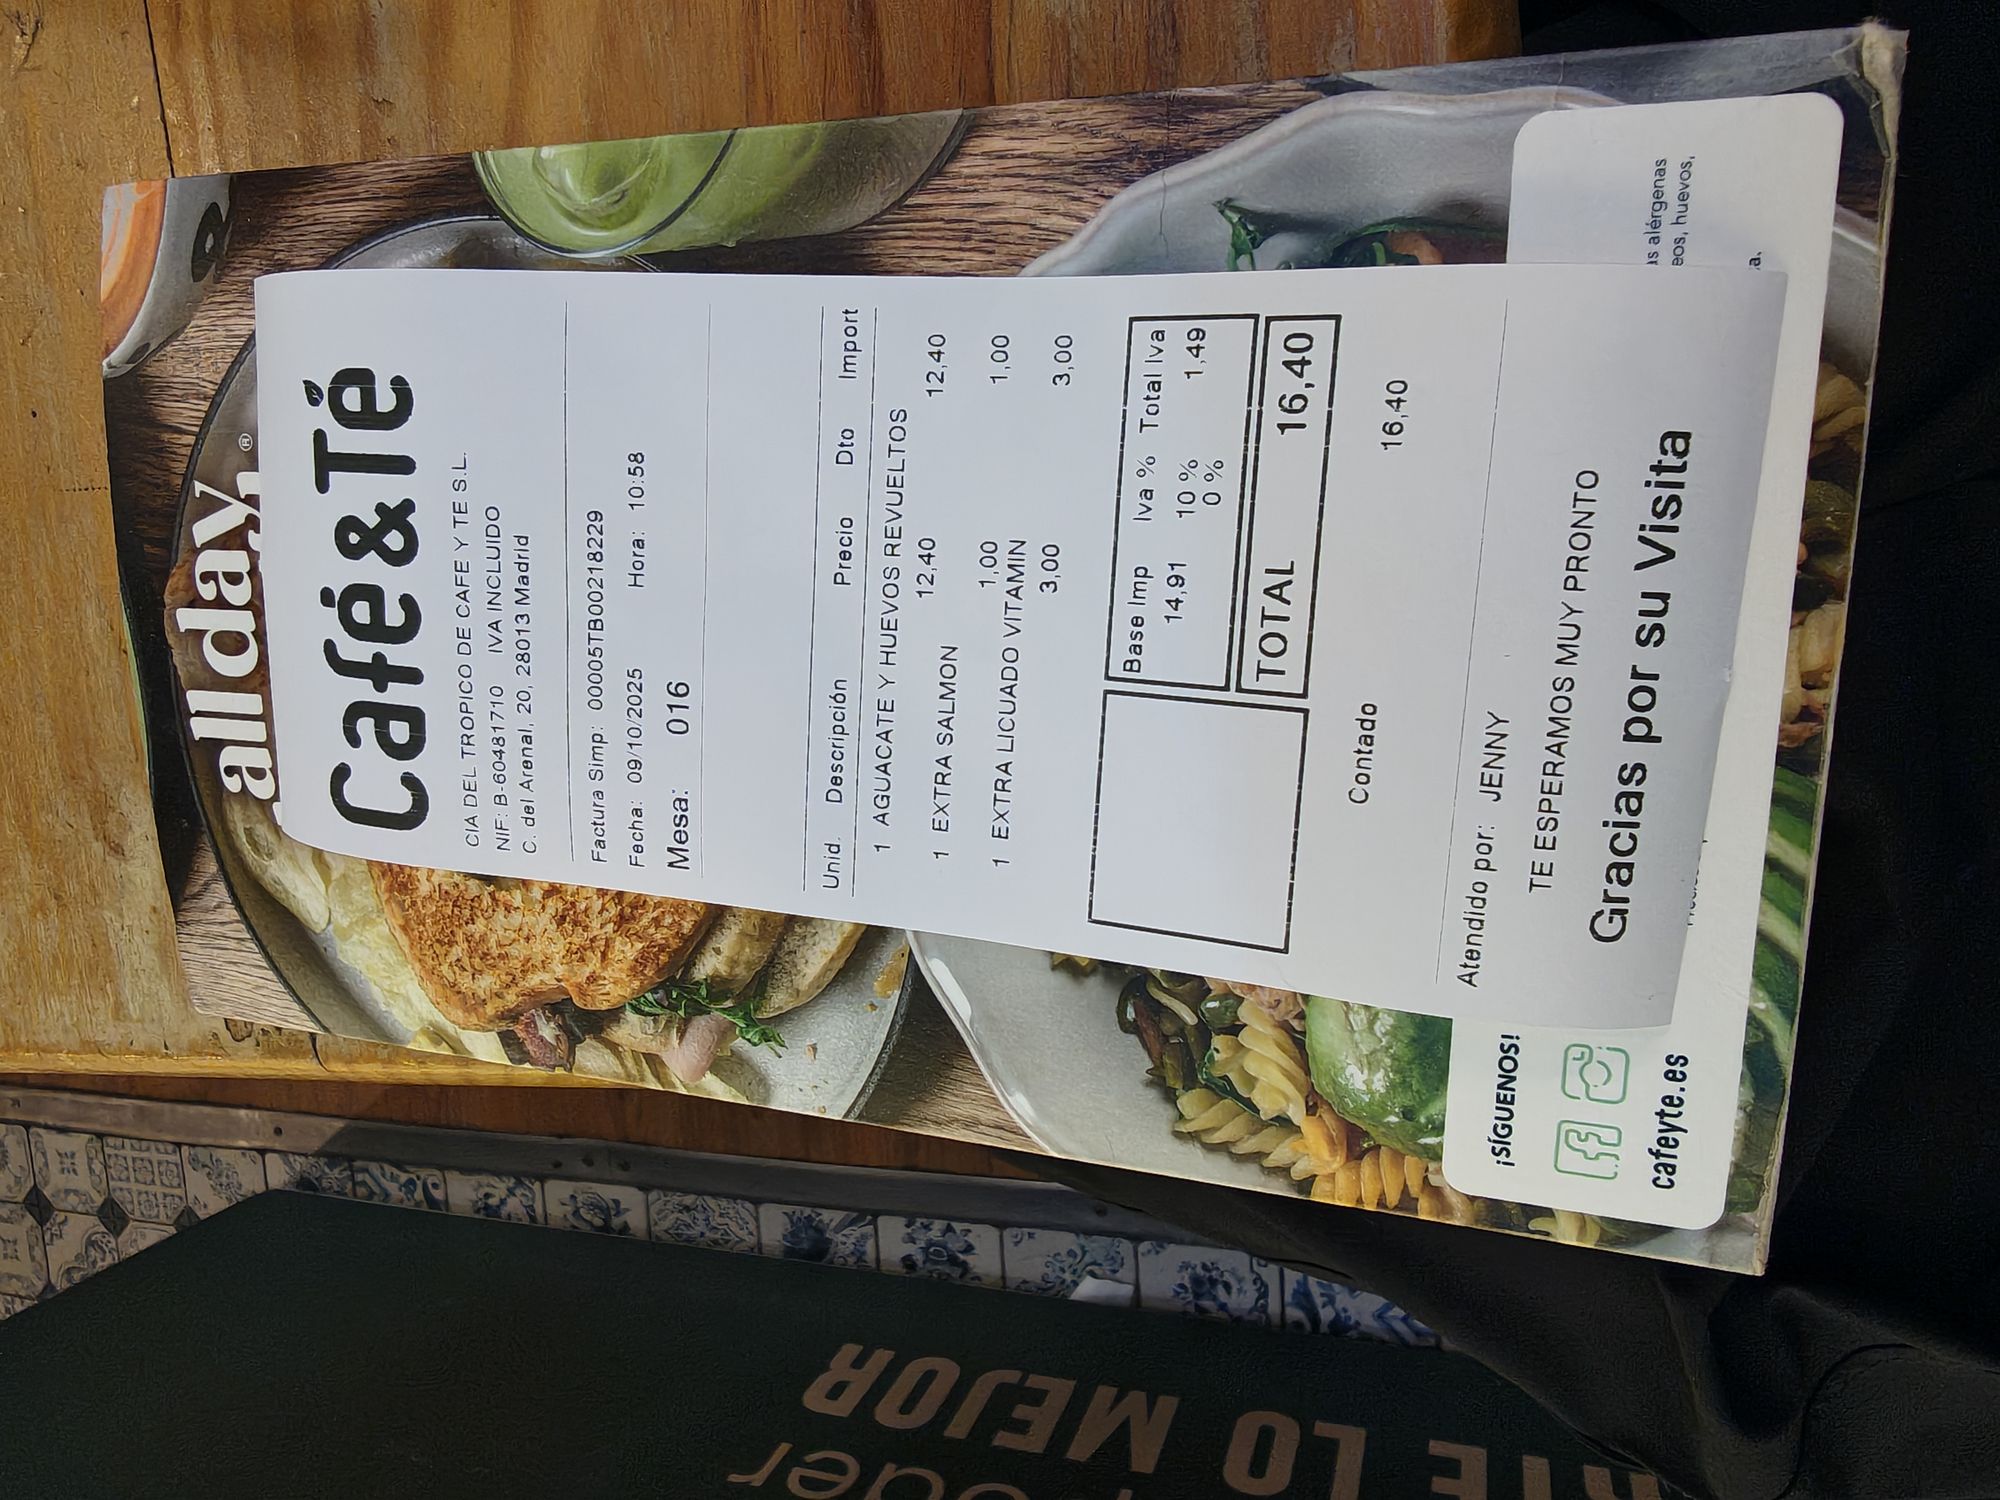 all day ®
Café & Té
CIA DEL TROPICO DE CAFE Y TE S.L.
NIF: B-60481710 IVA INCLUIDO
C. del Arenal, 20, 28013 Madrid
Factura Simp: 00005TB00218229
Fecha: 09/10/2025 Hora: 10:58
Mesa: 016
Unid. Descripción Precio Dto Import
1 AGUACATE Y HUEVOS REVUELTOS
12,40 12,40
1 EXTRA SALMON
1,00 1,00
1 EXTRA LICUADO VITAMIN
3,00 3,00
Base Imp Iva % Total Iva
14,91 10 % 1,49
0 %
TOTAL 16,40
Contado 16,40
Atendido por: JENNY
TE ESPERAMOS MUY PRONTO
Gracias por su Visita
¡SÍGUENOS!
cafeyte.es
alérgenas
huevos,
LO MEJOR